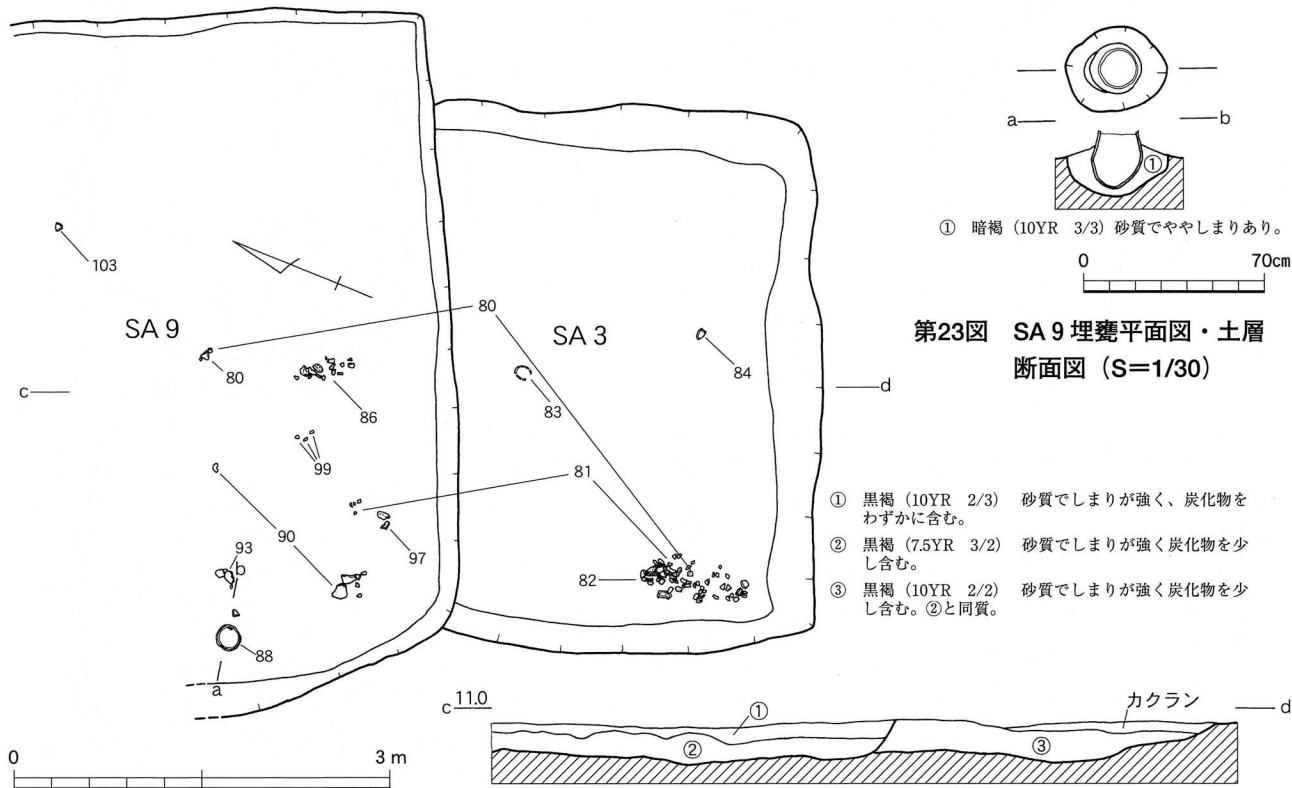 103
SA 9
80
SA 3
80
84
c
d
86
83
99
81
90
97
93
b
82
88
a
0 3 m
a b
①
① 暗褐（10YR 3/3）砂質でややしまりあり。
0 70cm
第23図 SA 9 埋甕平面図・土層
断面図（S＝1/30）
① 黒褐（10YR 2/3） 砂質でしまりが強く、炭化物を
わずかに含む。
② 黒褐（7.5YR 3/2） 砂質でしまりが強く炭化物を少
し含む。
③ 黒褐（10YR 2/2） 砂質でしまりが強く炭化物を少
し含む。②と同質。
c 11.0 ① カクラン d
② ③